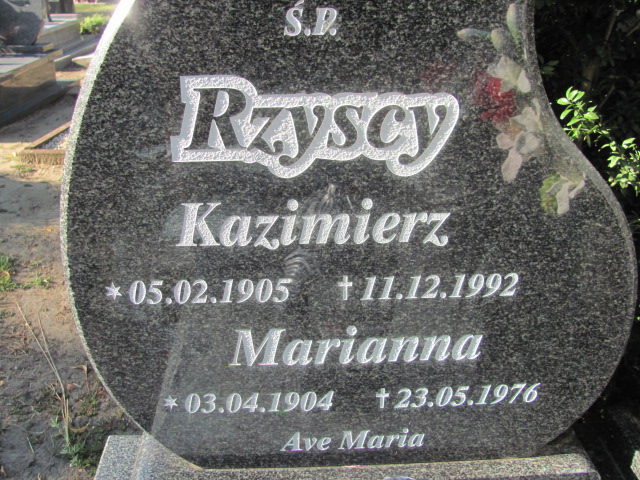 Ś.P.
Rzyscy
Kazimierz
*05.02.1905 †11.12.1992
Marianna
*03.04.1904 †23.05.1976
Ave Maria